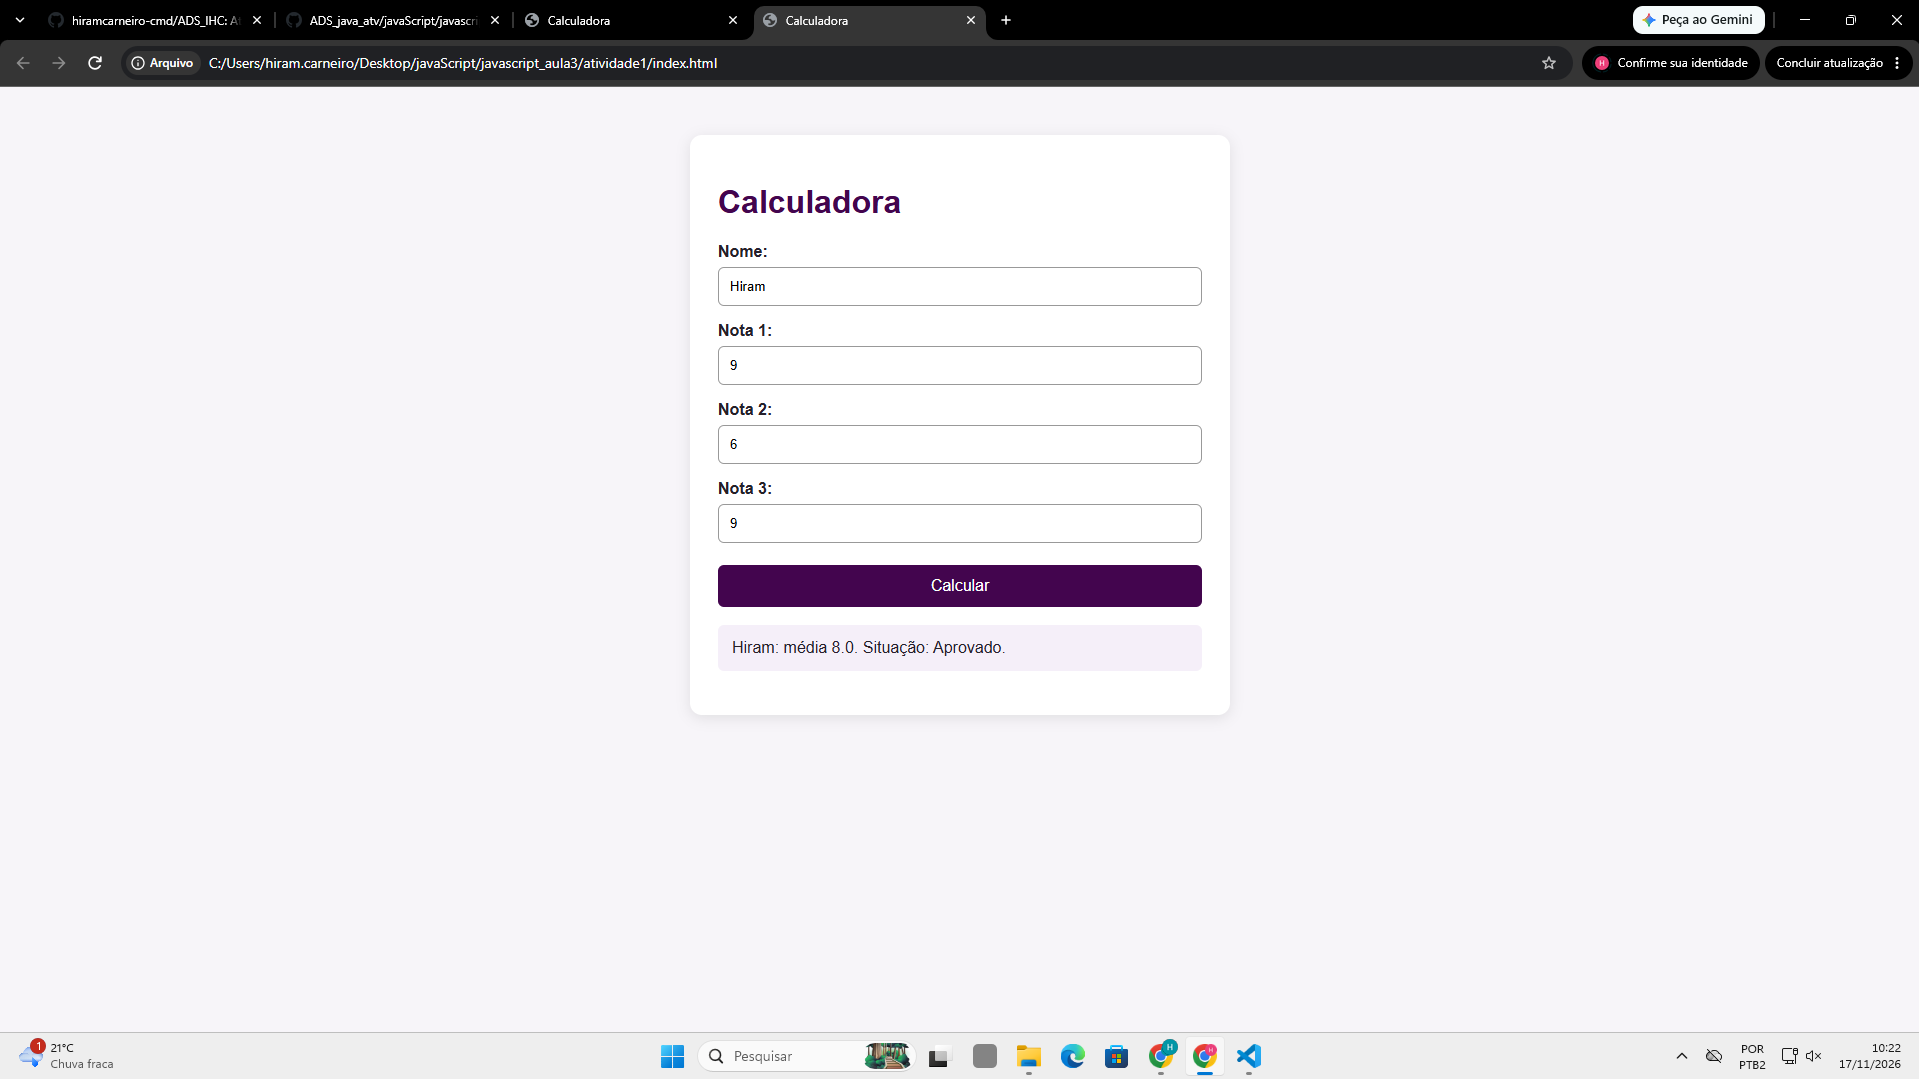 hiramcarneiro-cmd/ADS_IHC: At
ADS_java_atv/javaScript/javascri
Calculadora
Calculadora
Peça ao Gemini
Arquivo
C:/Users/hiram.carneiro/Desktop/javaScript/javascript_aula3/atividade1/index.html
H
Confirme sua identidade
Concluir atualização
Calculadora
Nome:
Hiram
Nota 1:
9
Nota 2:
6
Nota 3:
9
Calcular
Hiram: média 8.0. Situação: Aprovado.
1
21°C
Chuva fraca
Pesquisar
H
H
POR
PTB2
10:22
17/11/2026